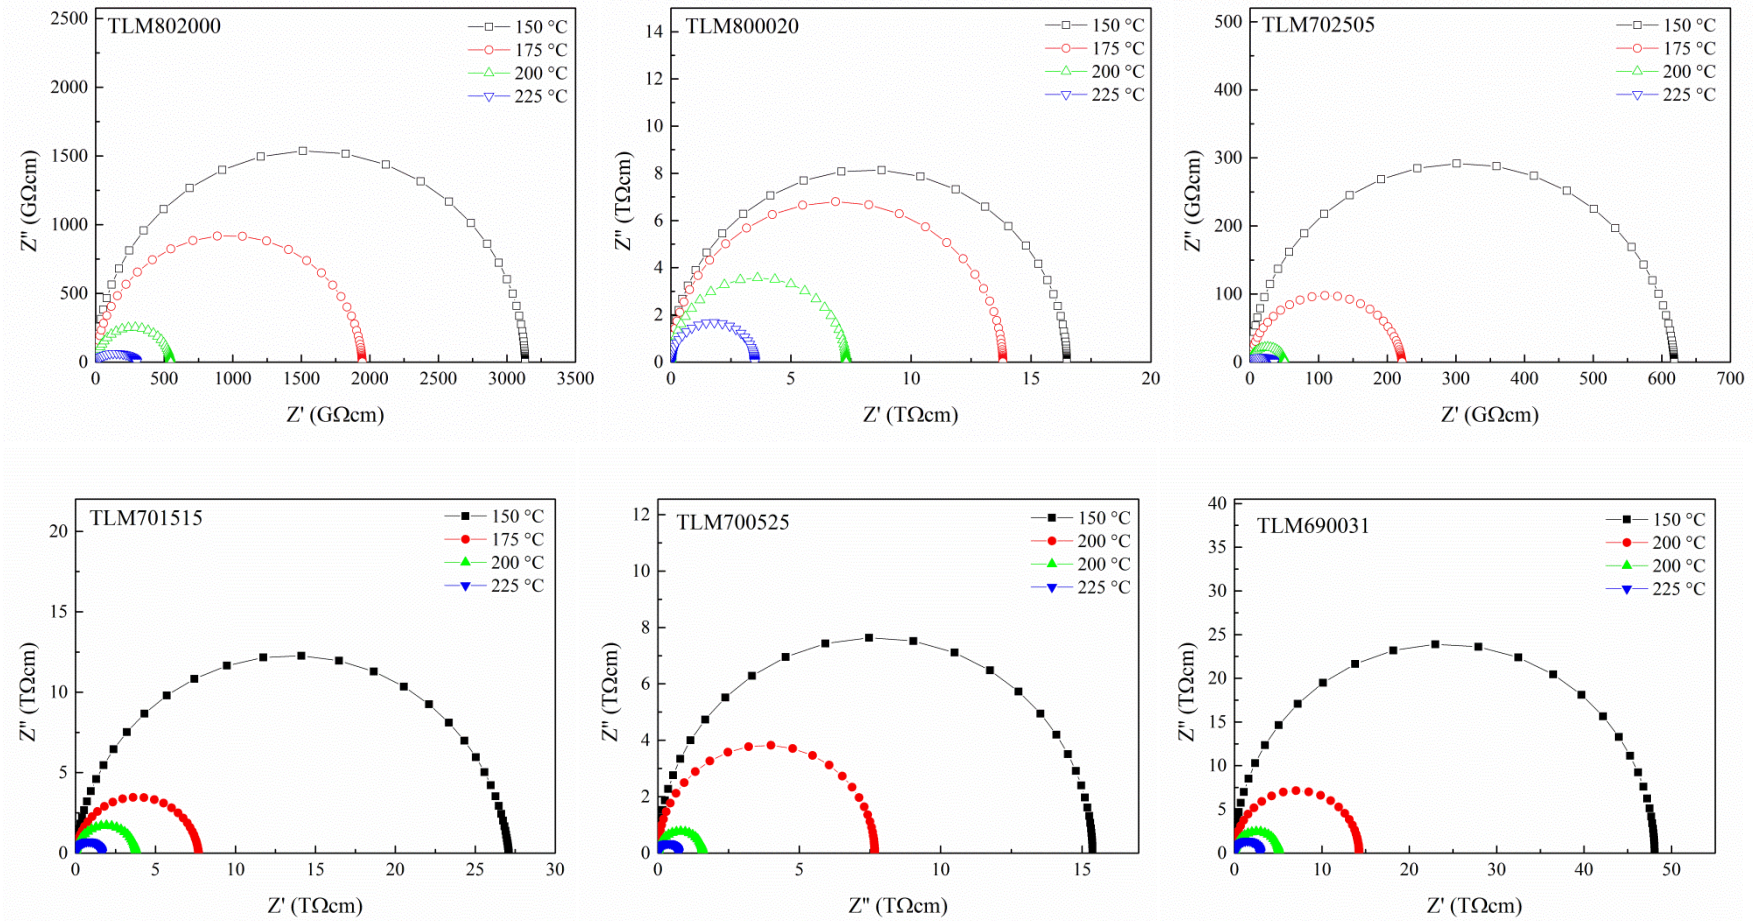 TLM802000
150 °C
175 °C
200 °C
225 °C
Z'' (GΩcm)
2500
2000
1500
1000
500
0
0 500 1000 1500 2000 2500 3000 3500
Z' (GΩcm)
TLM800020
150 °C
175 °C
200 °C
225 °C
Z'' (TΩcm)
14
12
10
8
6
4
2
0
0 5 10 15 20
Z' (TΩcm)
TLM702505
150 °C
175 °C
200 °C
225 °C
Z'' (GΩcm)
500
400
300
200
100
0
0 100 200 300 400 500 600 700
Z' (GΩcm)
TLM701515
150 °C
175 °C
200 °C
225 °C
Z'' (TΩcm)
20
15
10
5
0
0 5 10 15 20 25 30
Z' (TΩcm)
TLM700525
150 °C
200 °C
200 °C
225 °C
Z'' (TΩcm)
12
10
8
6
4
2
0
0 5 10 15
Z'' (TΩcm)
TLM690031
150 °C
200 °C
200 °C
225 °C
Z'' (TΩcm)
40
35
30
25
20
15
10
5
0
0 10 20 30 40 50
Z' (TΩcm)